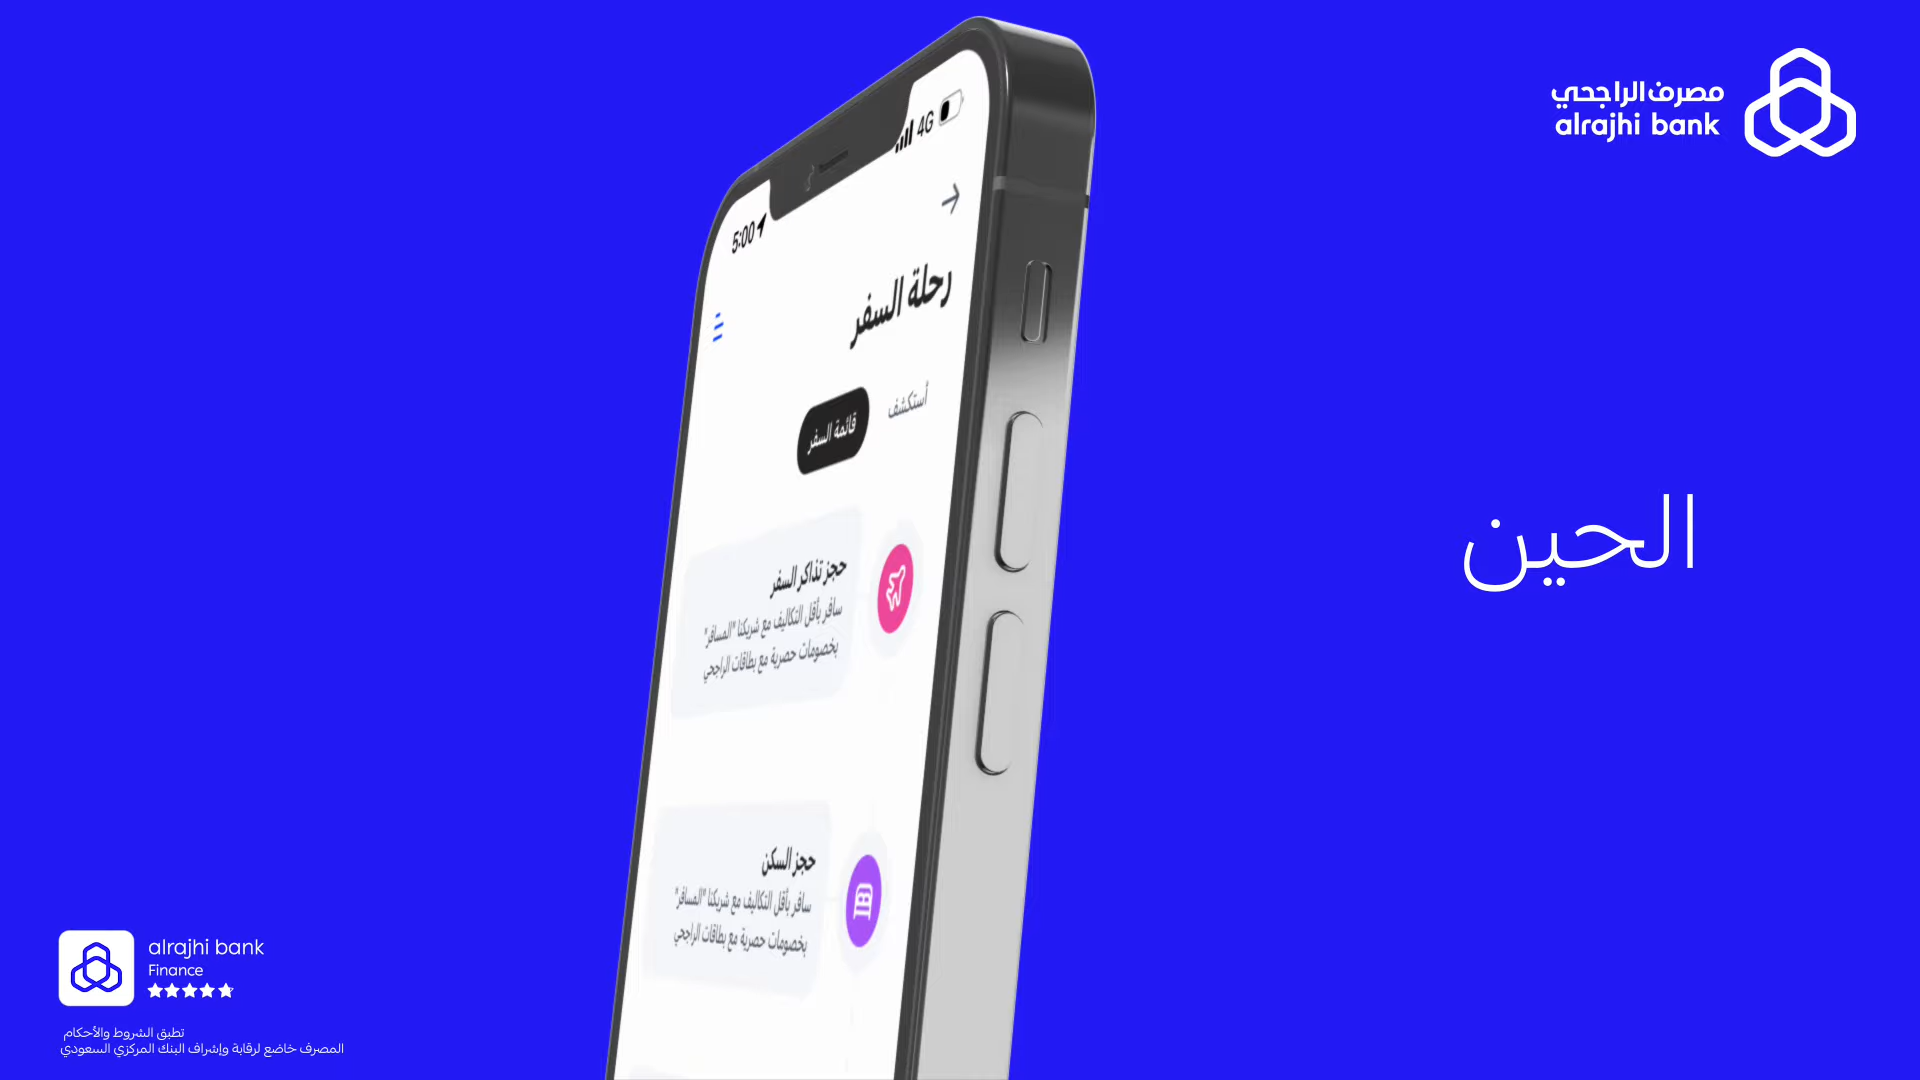 مصرف الراجحي
alrajhi bank
5:00
4G
رحلة السفر
أستكشف
قائمة السفر
حجز تذاكر السفر
سافر بأقل التكاليف مع شريكنا "المسافر"
بخصومات حصرية مع بطاقات الراجحي
حجز السكن
سافر بأقل التكاليف مع شريكنا "المسافر"
بخصومات حصرية مع بطاقات الراجحي
الحين
alrajhi bank
Finance
تطبق الشروط والأحكام
المصرف خاضع لرقابة وإشراف البنك المركزي السعودي